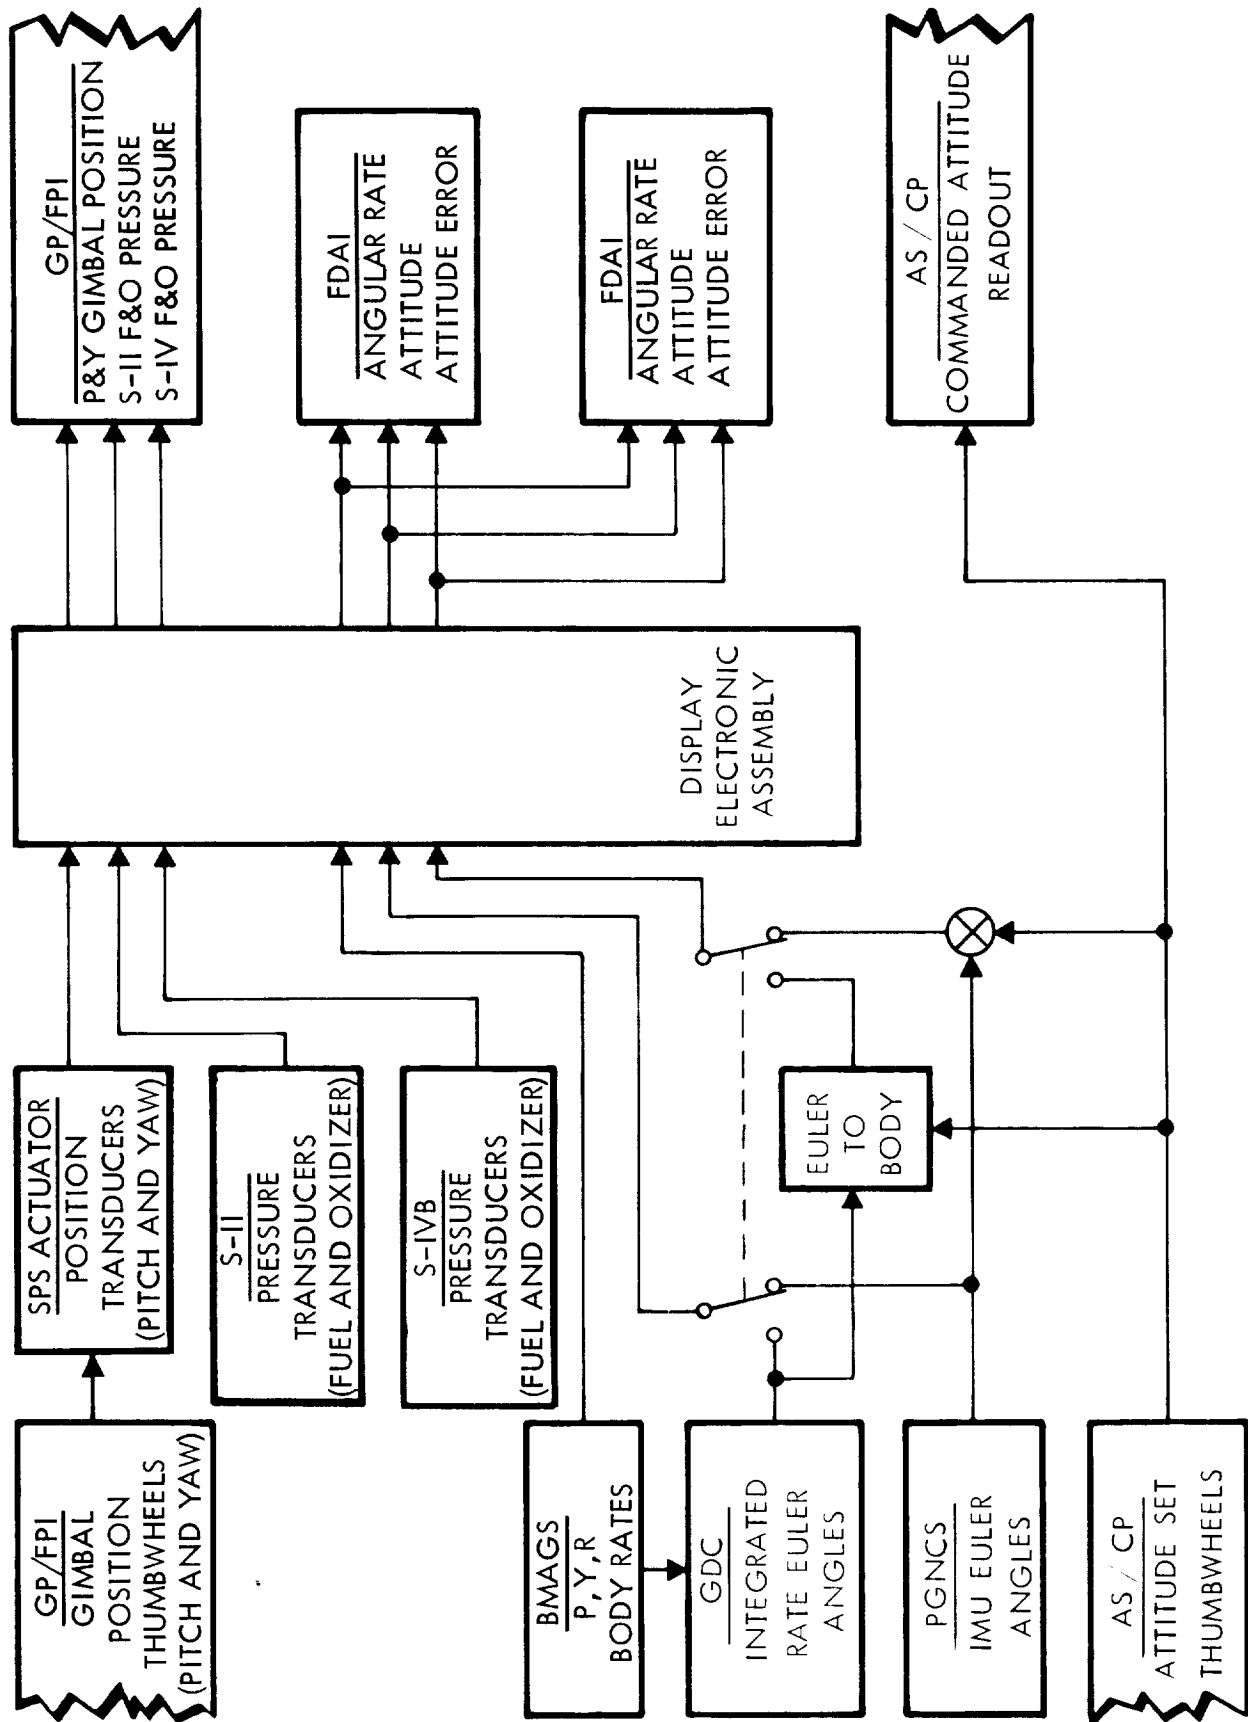 GP/FPI
GIMBAL
POSITION
THUMBWHEELS
(PITCH AND YAW)
SPS ACTUATOR
POSITION
TRANSDUCERS
(PITCH AND YAW)
S-II
PRESSURE
TRANSDUCERS
(FUEL AND OXIDIZER)
S-IVB
PRESSURE
TRANSDUCERS
(FUEL AND OXIDIZER)
BMAGS
P, Y, R
BODY RATES
GDC
INTEGRATED
RATE EULER
ANGLES
PGNCS
IMU EULER
ANGLES
AS / CP
ATTITUDE SET
THUMBWHEELS
EULER
TO
BODY
DISPLAY
ELECTRONIC
ASSEMBLY
GP/FPI
P&Y GIMBAL POSITION
S-II F&O PRESSURE
S-IV F&O PRESSURE
FDAI
ANGULAR RATE
ATTITUDE
ATTITUDE ERROR
FDAI
ANGULAR RATE
ATTITUDE
ATTITUDE ERROR
AS / CP
COMMANDED ATTITUDE
READOUT